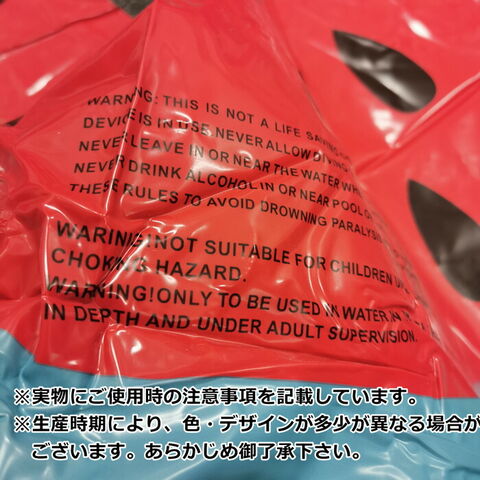 WARNING: THIS IS NOT A LIFE SAVING
DEVICE IS IN USE, NEVER ALLOW DIVING
NEVER LEAVE IN OR NEAR THE WATER
NEVER DRINK ALCOHOL IN OR NEAR POOL
THESE RULES TO AVOID DROWNING PARALYSIS
WARINIG!NOT SUITABLE FOR CHILDREN
CHOKING HAZARD.
WARNING!ONLY TO BE USED IN WATER IN
IN DEPTH AND UNDER ADULT SUPERVISION.
※実物にご使用時の注意事項を記載しています。
※生産時期により、色・デザインが多少が異なる場合が
ございます。あらかじめ御了承下さい。